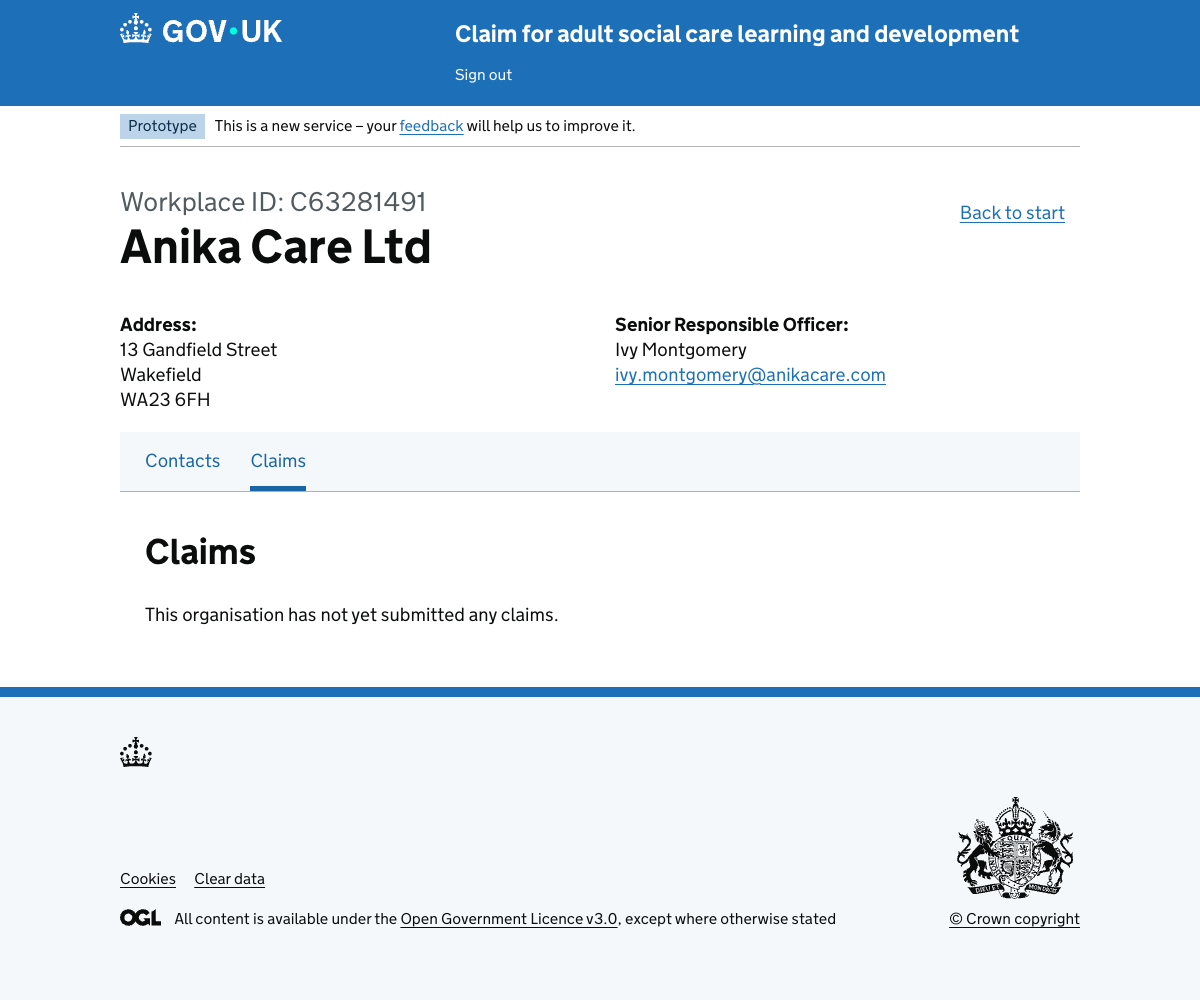 GOV·UK
Claim for adult social care learning and development
Sign out
Prototype This is a new service – your feedback will help us to improve it.
Workplace ID: C63281491
Anika Care Ltd
Back to start
Address:
13 Gandfield Street
Wakefield
WA23 6FH
Senior Responsible Officer:
Ivy Montgomery
ivy.montgomery@anikacare.com
Contacts Claims
Claims
This organisation has not yet submitted any claims.
Cookies Clear data
OGL All content is available under the Open Government Licence v3.0, except where otherwise stated
© Crown copyright